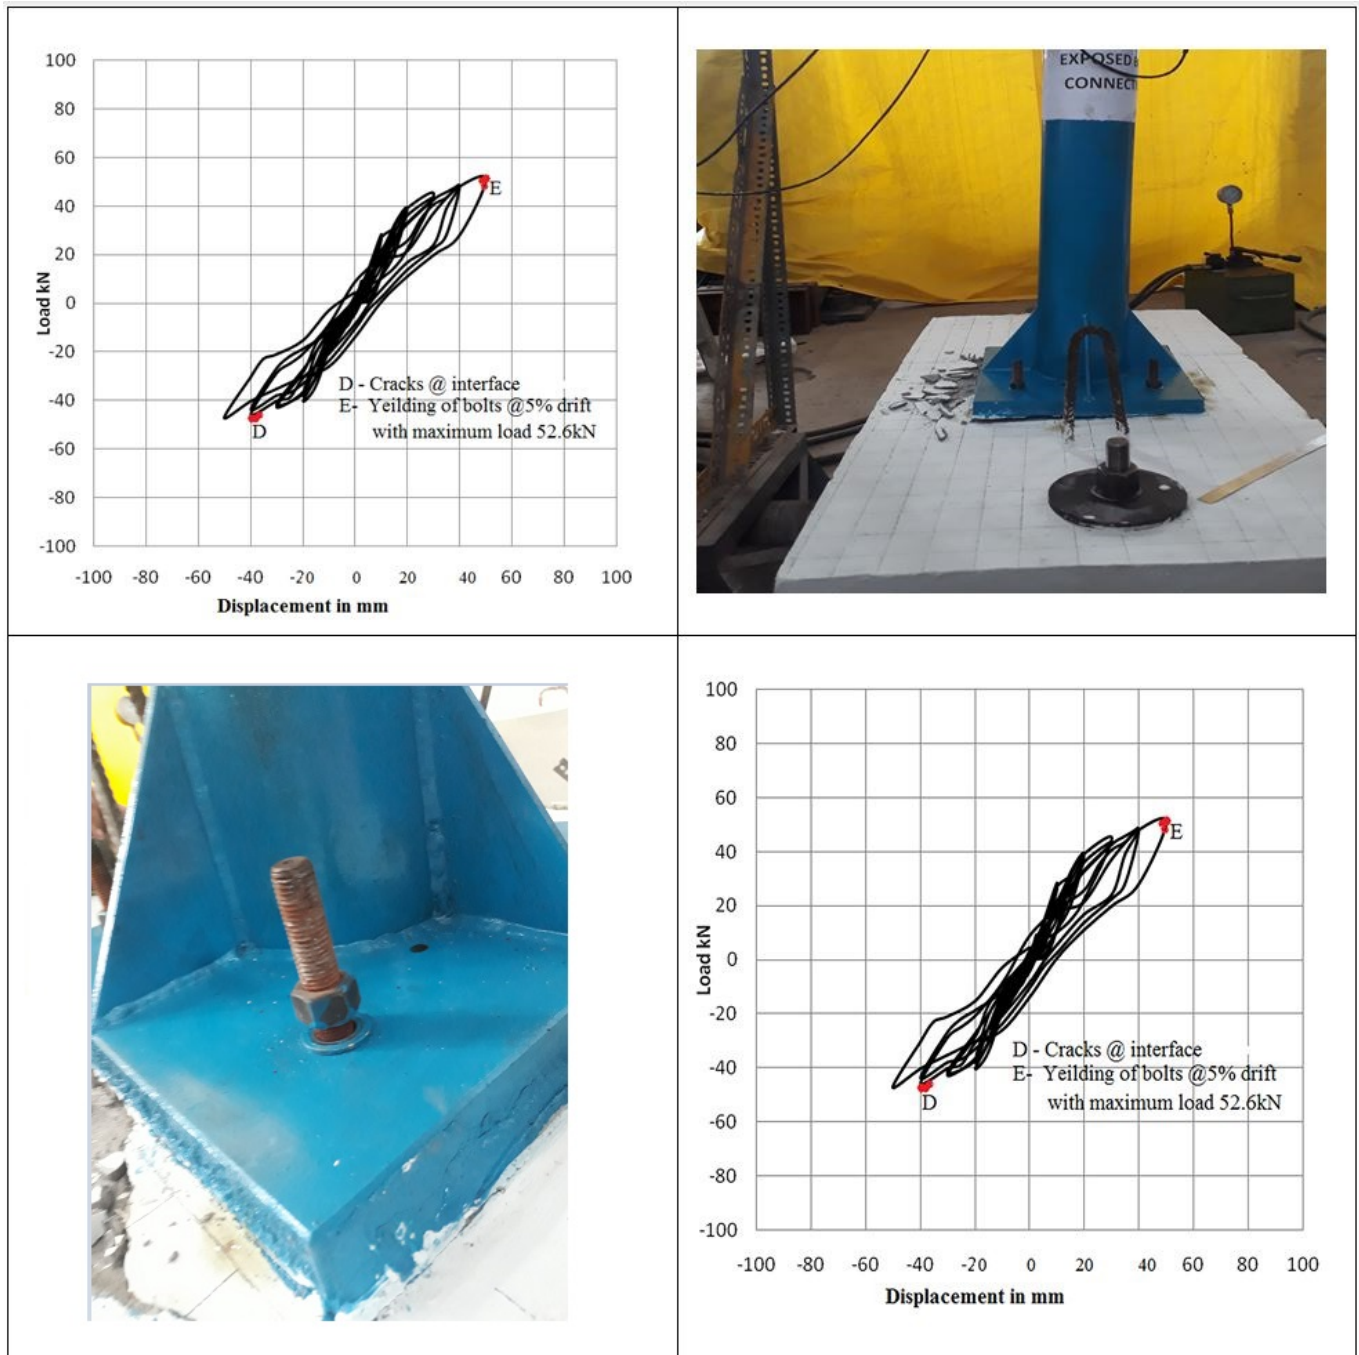 100
80
60
40
20
0
-20
-40
-60
-80
-100
Load kN
E
D - Cracks @ interface
E- Yeilding of bolts @5% drift
with maximum load 52.6kN
D
-100 -80 -60 -40 -20 0 20 40 60 80 100
Displacement in mm
EXPOSED
CONNECT
100
80
60
40
20
0
-20
-40
-60
-80
-100
Load kN
E
D - Cracks @ interface
E- Yeilding of bolts @5% drift
with maximum load 52.6kN
D
-100 -80 -60 -40 -20 0 20 40 60 80 100
Displacement in mm